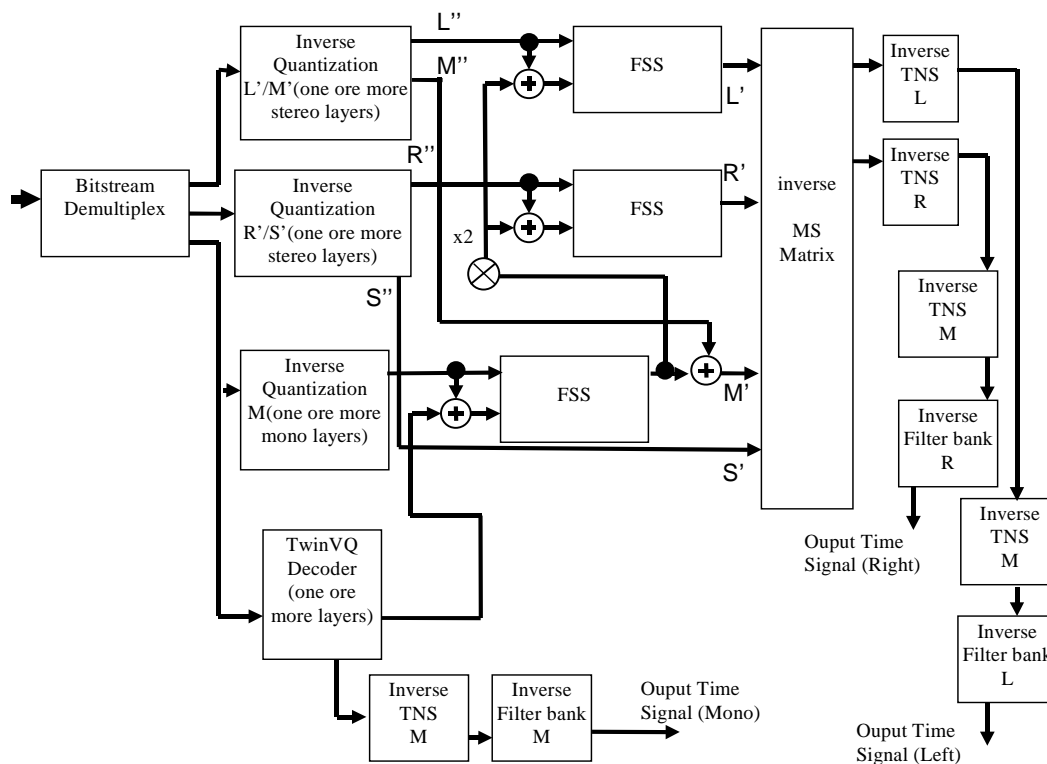 L’’
Inverse
Quantization
L’/M’(one ore more
stereo layers)
M’’
FSS
L’
Inverse
TNS
L
R’’
Bitstream
Demultiplex
Inverse
Quantization
R’/S’(one ore more
stereo layers)
x2
FSS
R’
inverse
MS
Matrix
Inverse
TNS
R
S’’
Inverse
TNS
M
Inverse
Quantization
M(one ore more
mono layers)
FSS
M’
S’
Inverse
Filter bank
R
Ouput Time
Signal (Right)
Inverse
TNS
M
TwinVQ
Decoder
(one ore
more layers)
Inverse
Filter bank
L
Inverse
TNS
M
Inverse
Filter bank
M
Ouput Time
Signal (Mono)
Ouput Time
Signal (Left)